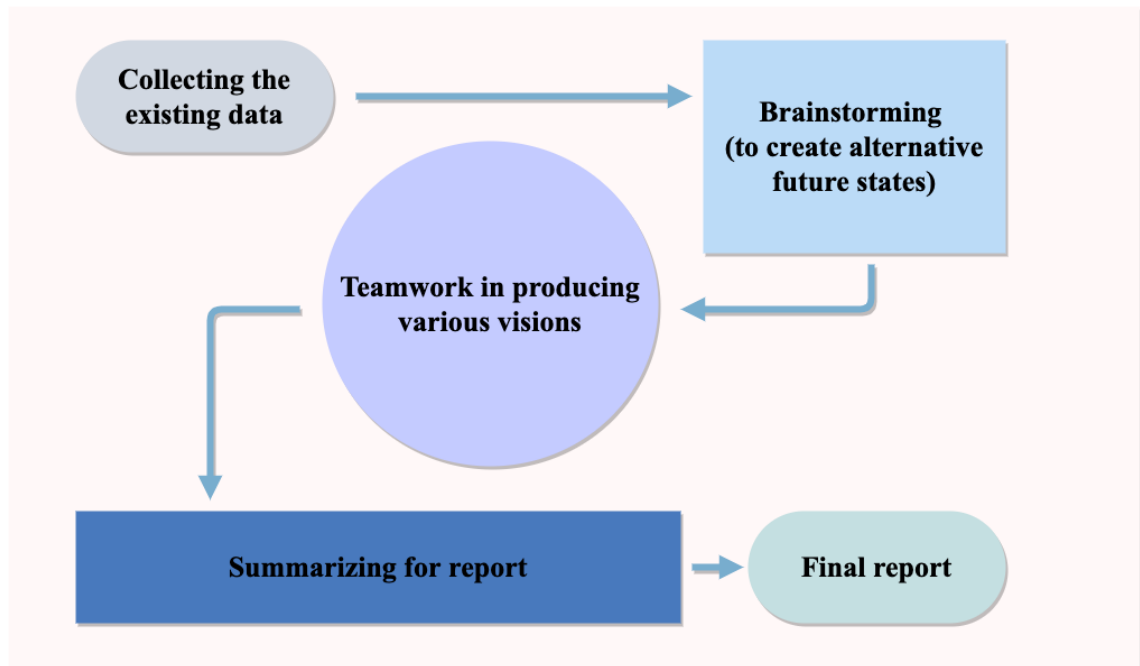 Collecting the
existing data
Brainstorming
(to create alternative
future states)
Teamwork in producing
various visions
Summarizing for report
Final report